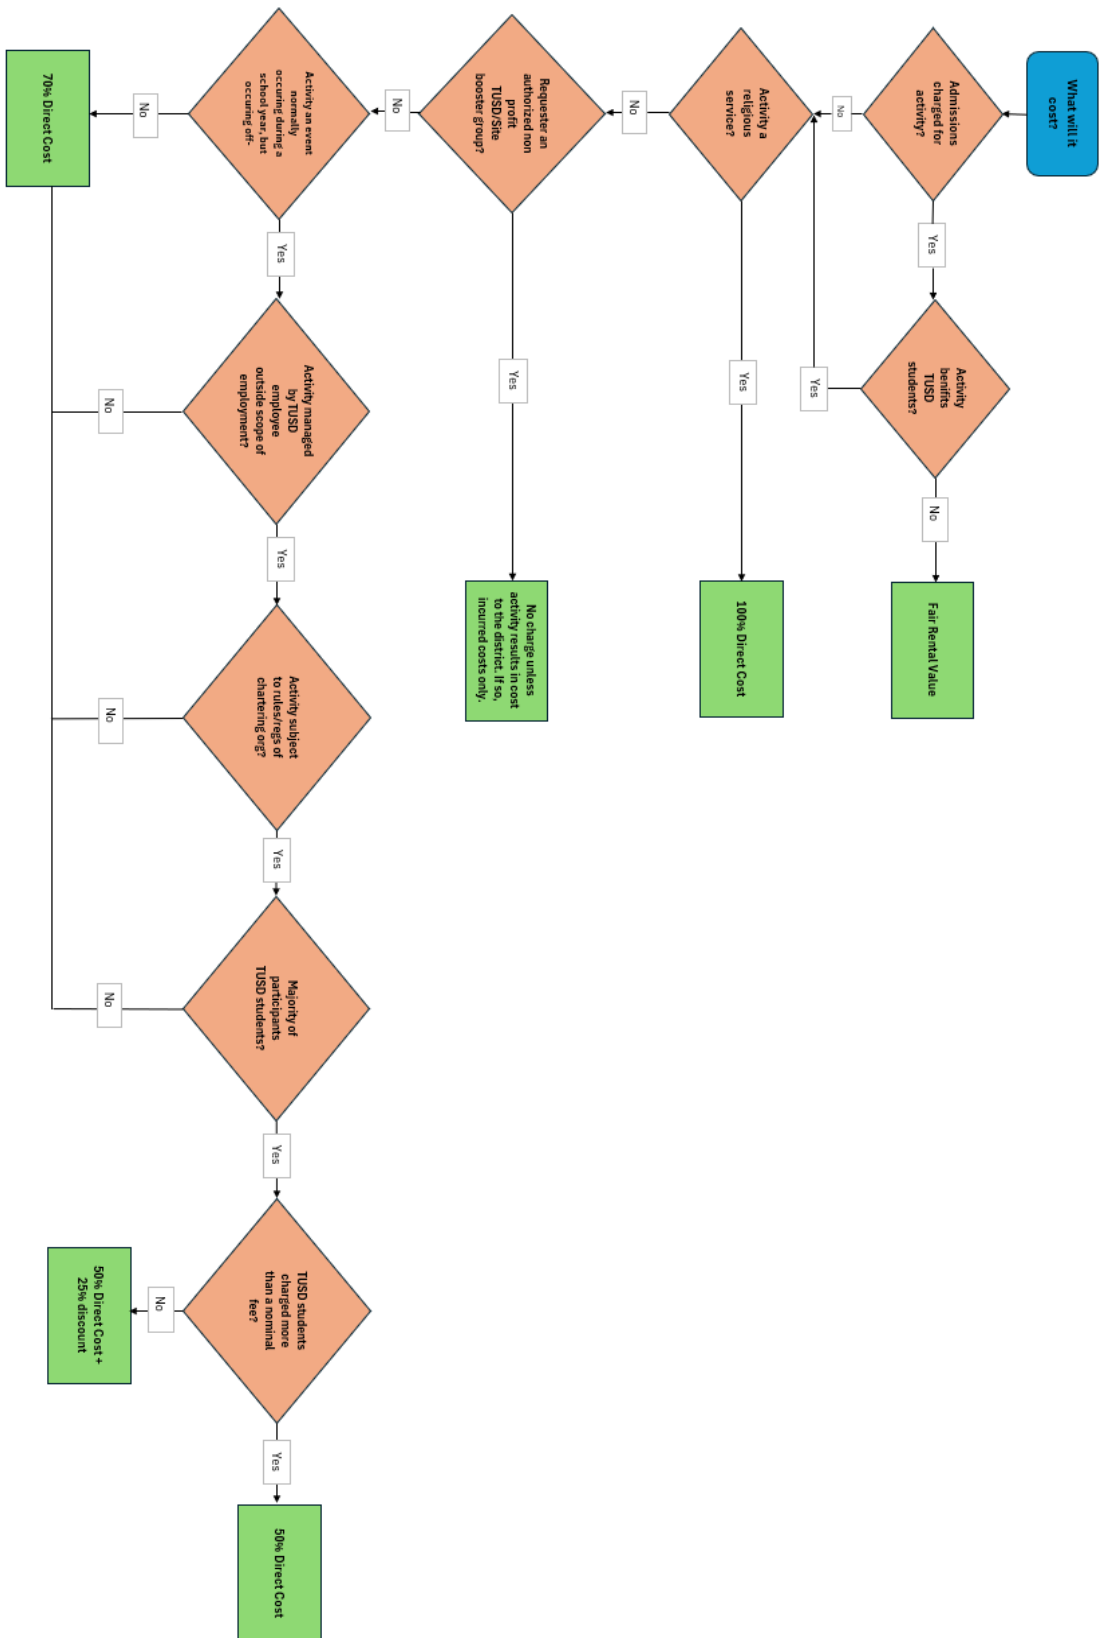 What will it
cost?
Admissions
charged for
activity?
Yes
Activity
benifits
TUSD
students?
No
Fair Rental Value
No
Yes
Activity a
religious
service?
Yes
100% Direct Cost
No
Requester an
authorized non
profit
TUSD/Site
booster group?
Yes
No charge unless
activity results in cost
to the district. If so,
incurred costs only.
No
Activity an event
normally
occuring during a
school year, but
occuring off-
Yes
Activity managed
by TUSD
employee
outside scope of
employment?
Yes
Activity subject
to rules/regs of
chartering org?
Yes
Majority of
participants
TUSD students?
Yes
TUSD students
charged more
than a nominal
fee?
Yes
50% Direct Cost
No
No
No
No
No
70% Direct Cost
50% Direct Cost +
25% discount